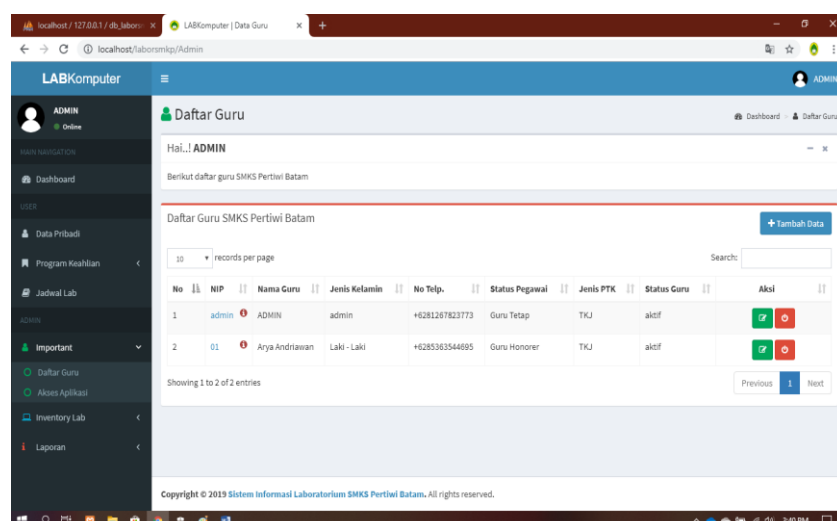 localhost / 127.0.0.1 / db_labors
LABKomputer | Data Guru
localhost/laborsmkp/Admin
LABKomputer
ADMIN
ADMIN
Online
Daftar Guru
Dashboard > Daftar Guru
MAIN NAVIGATION
Hai..! ADMIN
Dashboard
Berikut daftar guru SMKS Pertiwi Batam
USER
Daftar Guru SMKS Pertiwi Batam
Tambah Data
Data Pribadi
Program Keahlian
10 records per page
Search:
Jadwal Lab
No NIP Nama Guru Jenis Kelamin No Telp. Status Pegawai Jenis PTK Status Guru Aksi
ADMIN
1 admin ADMIN admin +6281267823773 Guru Tetap TKJ aktif
Important
2 01 Arya Andriawan Laki - Laki +6285363544695 Guru Honorer TKJ aktif
Daftar Guru
Akses Aplikasi
Showing 1 to 2 of 2 entries
Previous 1 Next
Inventory Lab
Laporan
Copyright © 2019 Sistem Informasi Laboratorium SMKS Pertiwi Batam. All rights reserved.
3:40 PM